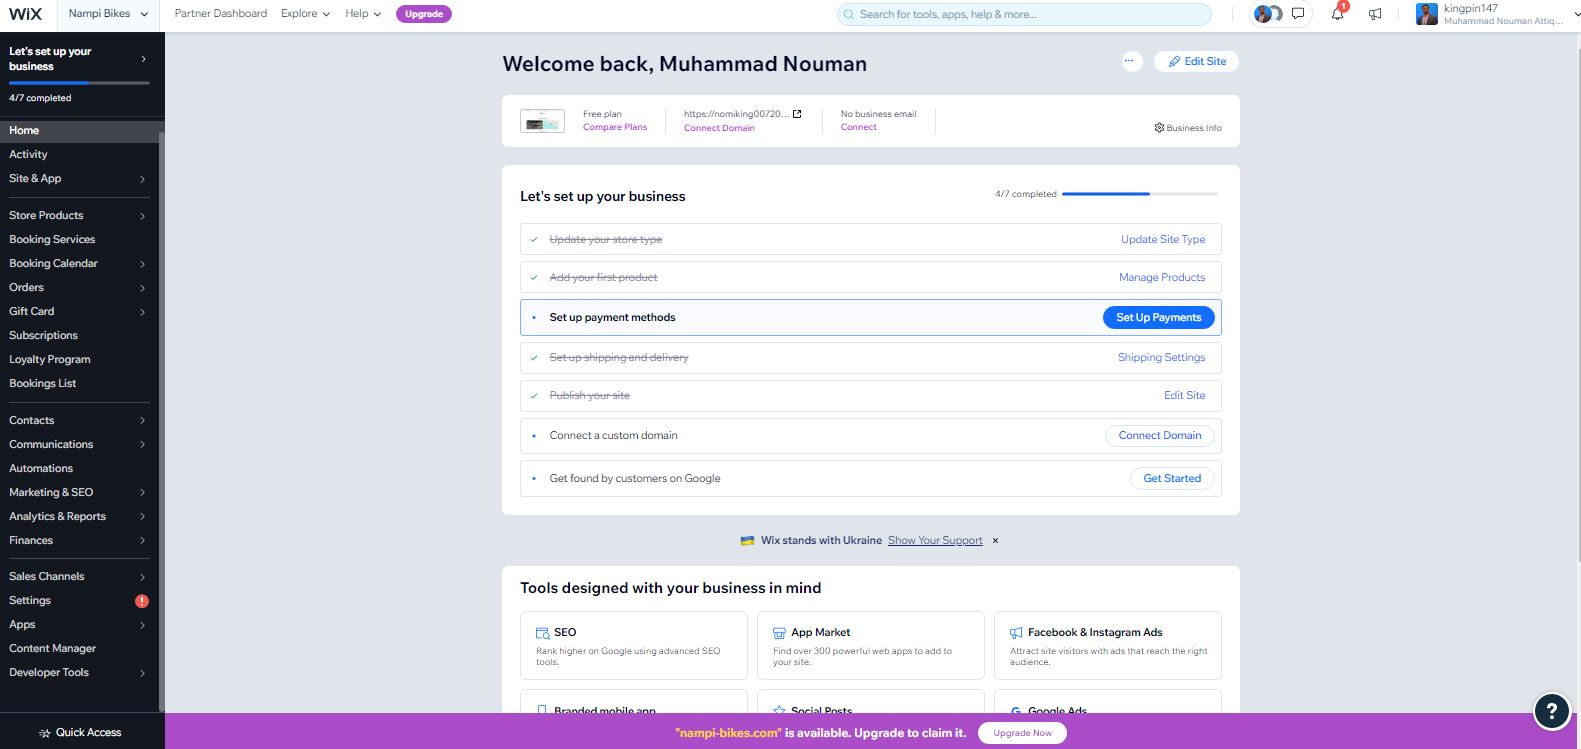 WiX
Nampi Bikes
Partner Dashboard
Explore
Help
Upgrade
Search for tools, apps, help & more...
1
kingpin147
Muhammad Nouman Attiq...
Let's set up your
business
4/7 completed
Home
Activity
Site & App
Store Products
Booking Services
Booking Calendar
Orders
Gift Card
Subscriptions
Loyalty Program
Bookings List
Contacts
Communications
Automations
Marketing & SEO
Analytics & Reports
Finances
Sales Channels
Settings
!
Apps
Content Manager
Developer Tools
Quick Access
Welcome back, Muhammad Nouman
...
Edit Site
Free plan
Compare Plans
https://nomiking00720...
Connect Domain
No business email
Connect
Business Info
Let's set up your business
4/7 completed
Update your store type
Update Site Type
Add your first product
Manage Products
Set up payment methods
Set Up Payments
Set up shipping and delivery
Shipping Settings
Publish your site
Edit Site
Connect a custom domain
Connect Domain
Get found by customers on Google
Get Started
Wix stands with Ukraine Show Your Support ×
Tools designed with your business in mind
SEO
Rank higher on Google using advanced SEO
tools.
App Market
Find over 300 powerful web apps to add to
your site.
Facebook & Instagram Ads
Attract site visitors with ads that reach the right
audience.
Branded mobile app
Social Posts
Google Ads
"nampi-bikes.com" is available. Upgrade to claim it.
Upgrade Now
?